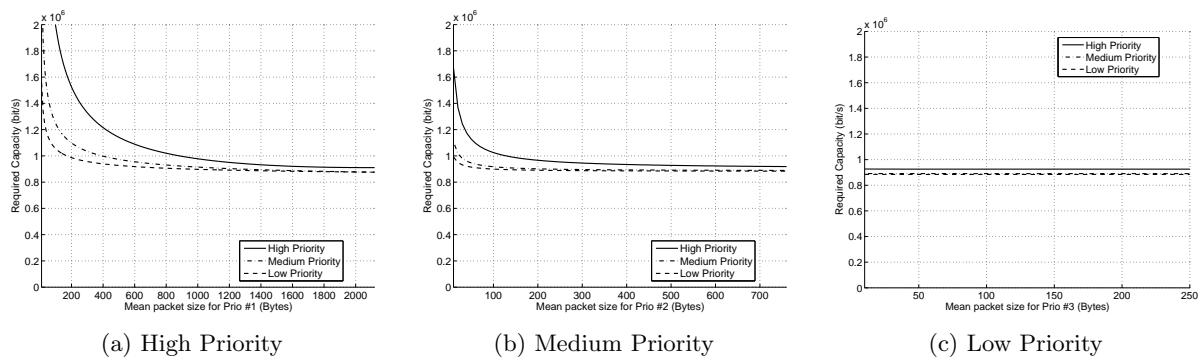 x 10^6
2
1.8
1.6
1.4
1.2
1
0.8
0.6
0.4
0.2
0
Required Capacity (bit/s)
High Priority
Medium Priority
Low Priority
200 400 600 800 1000 1200 1400 1600 1800 2000
Mean packet size for Prio #1 (Bytes)
(a) High Priority
x 10^6
2
1.8
1.6
1.4
1.2
1
0.8
0.6
0.4
0.2
0
Required Capacity (bit/s)
High Priority
Medium Priority
Low Priority
100 200 300 400 500 600 700
Mean packet size for Prio #2 (Bytes)
(b) Medium Priority
x 10^6
2
1.8
1.6
1.4
1.2
1
0.8
0.6
0.4
0.2
0
Required Capacity (bit/s)
High Priority
Medium Priority
Low Priority
50 100 150 200 250
Mean packet size for Prio #3 (Bytes)
(c) Low Priority